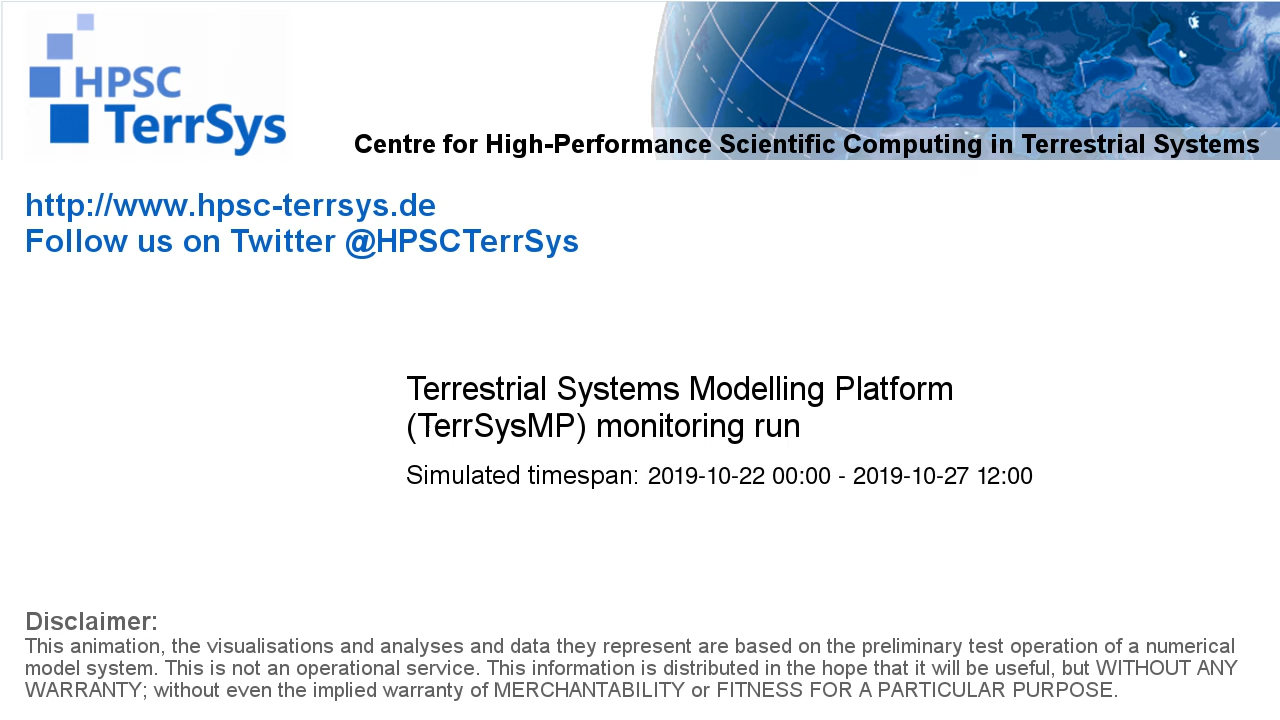 HPSC
TerrSys
Centre for High-Performance Scientific Computing in Terrestrial Systems
http://www.hpsc-terrsys.de
Follow us on Twitter @HPSCTerrSys
Terrestrial Systems Modelling Platform
(TerrSysMP) monitoring run
Simulated timespan: 2019-10-22 00:00 - 2019-10-27 12:00
Disclaimer:
This animation, the visualisations and analyses and data they represent are based on the preliminary test operation of a numerical
model system. This is not an operational service. This information is distributed in the hope that it will be useful, but WITHOUT ANY
WARRANTY; without even the implied warranty of MERCHANTABILITY or FITNESS FOR A PARTICULAR PURPOSE.